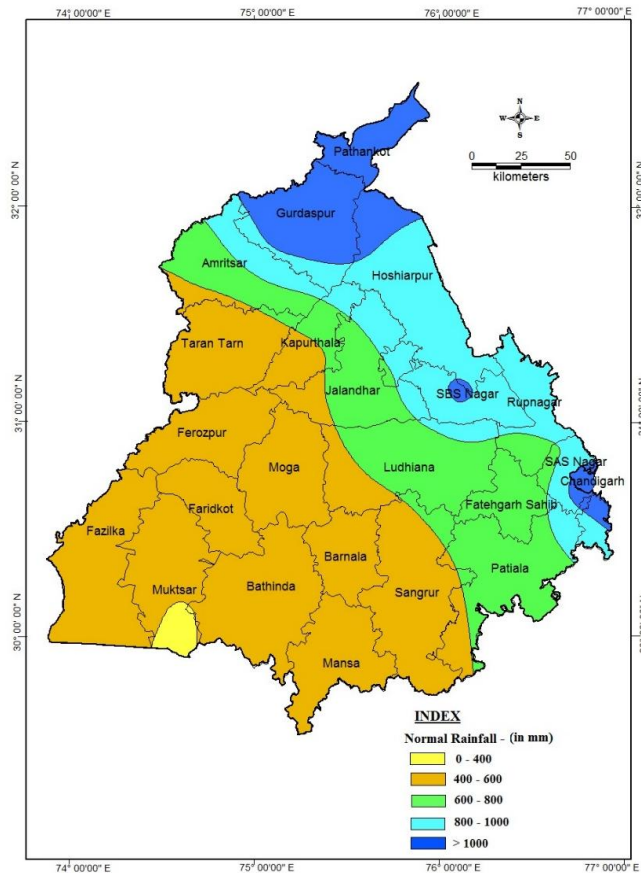 74° 00'00" E
75° 00'00" E
76° 00'00" E
77° 00'00" E
N
W E
S
0 25 50
kilometers
Pathankot
32° 00' 00" N
32° 00' 00" N
Gurdaspur
Amritsar
Hoshiarpur
Taran Tarn
Kapurthala
Jalandhar
SBS Nagar
Rupnagar
31° 00' 00" N
Ferozpur
Moga
Ludhiana
SAS Nagar
Chandigarh
Fazilka
Faridkot
Fatehgarh Sahib
Barnala
Patiala
Muktsar
Bathinda
Sangrur
30° 00' 00" N
Mansa
INDEX
Normal Rainfall - (in mm)
0 - 400
400 - 600
600 - 800
800 - 1000
> 1000
74° 00'00" E
75° 00'00" E
76° 00'00" E
77° 00'00" E